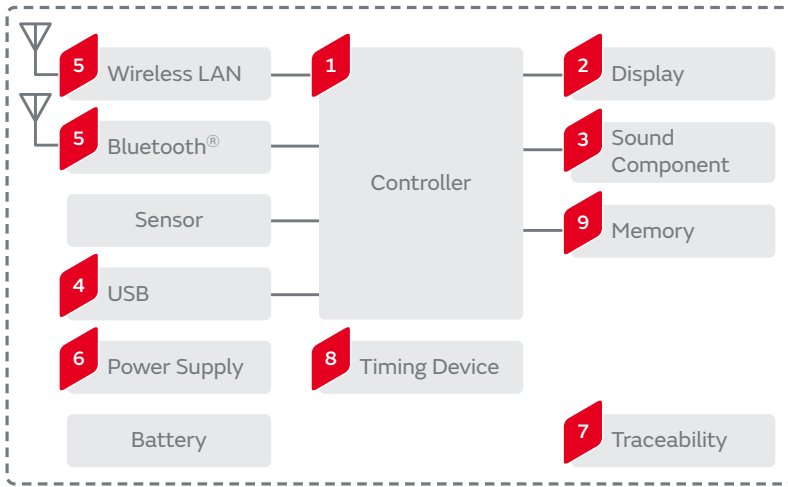 5 Wireless LAN
1
2 Display
5 Bluetooth®
3 Sound
Component
Controller
Sensor
9 Memory
4 USB
6 Power Supply
8 Timing Device
Battery
7 Traceability